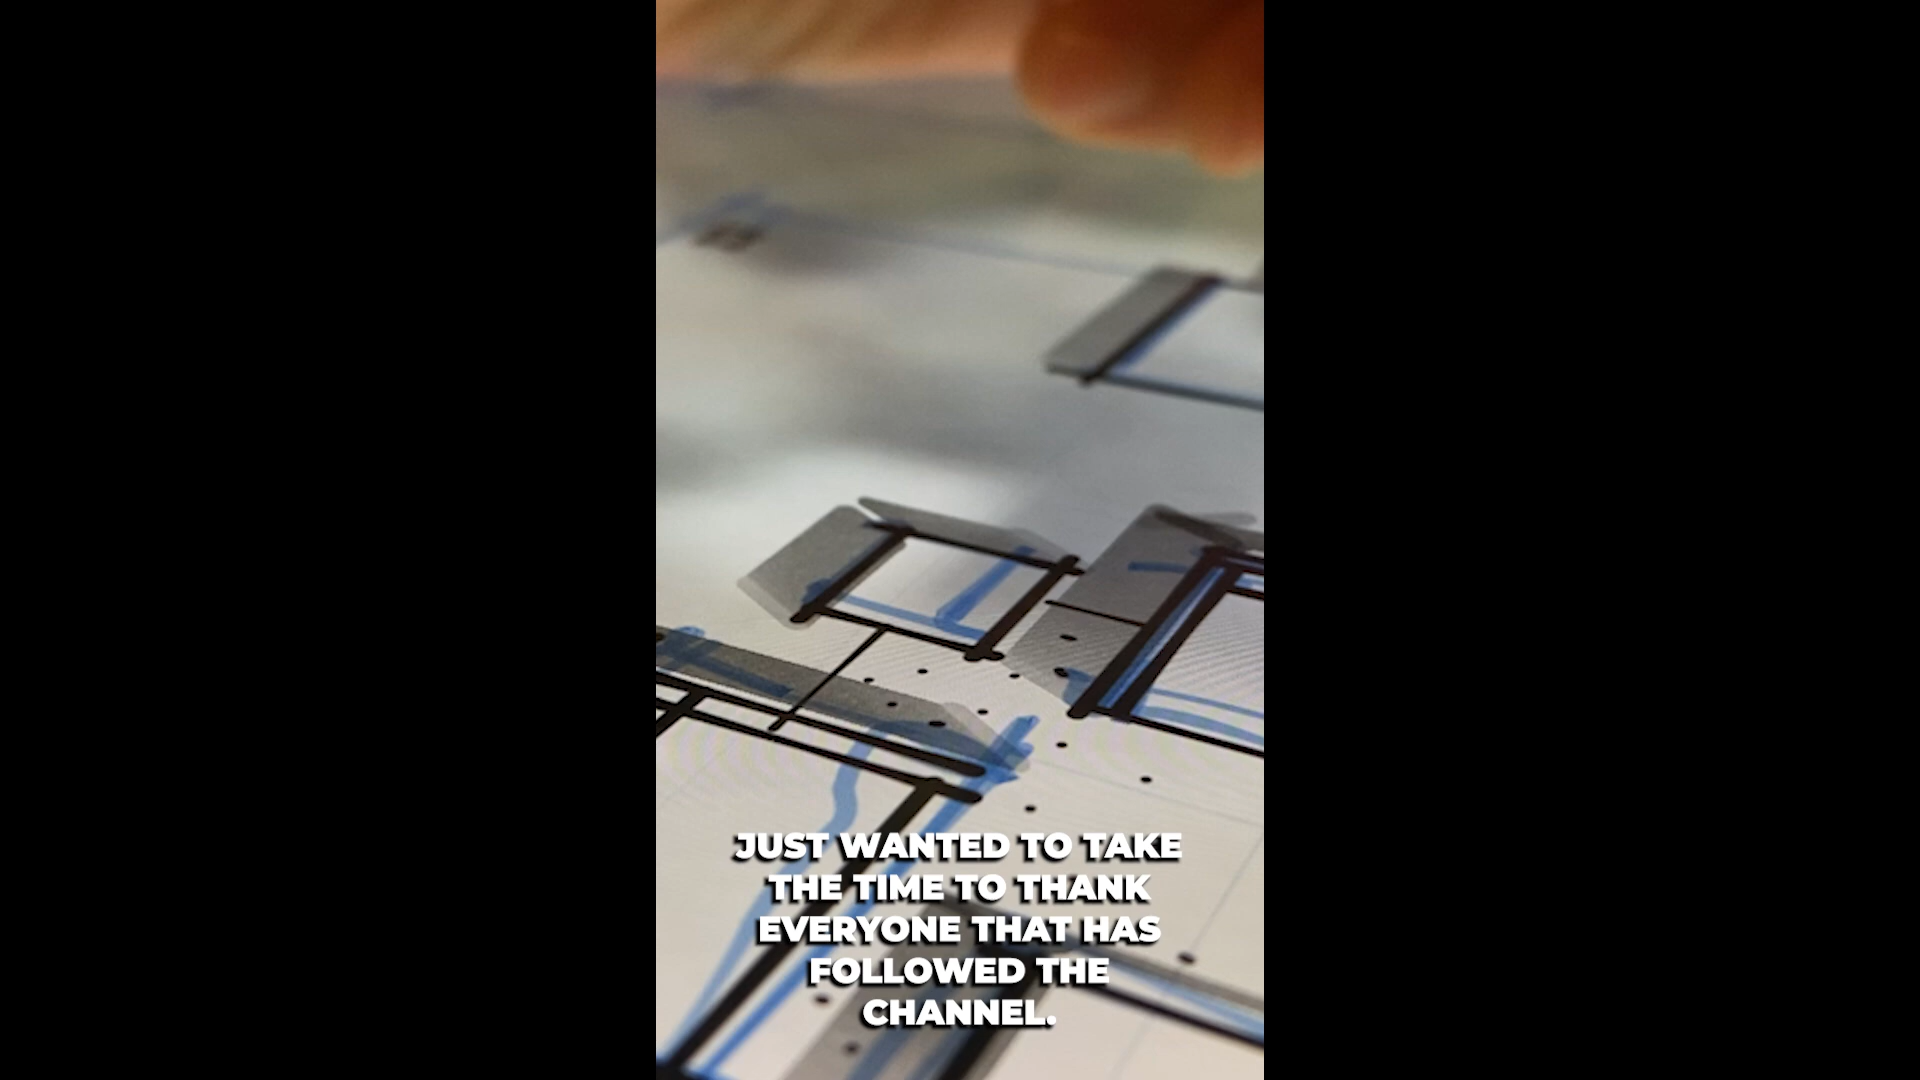 JUST WANTED TO TAKE
THE TIME TO THANK
EVERYONE THAT HAS
FOLLOWED THE
CHANNEL.